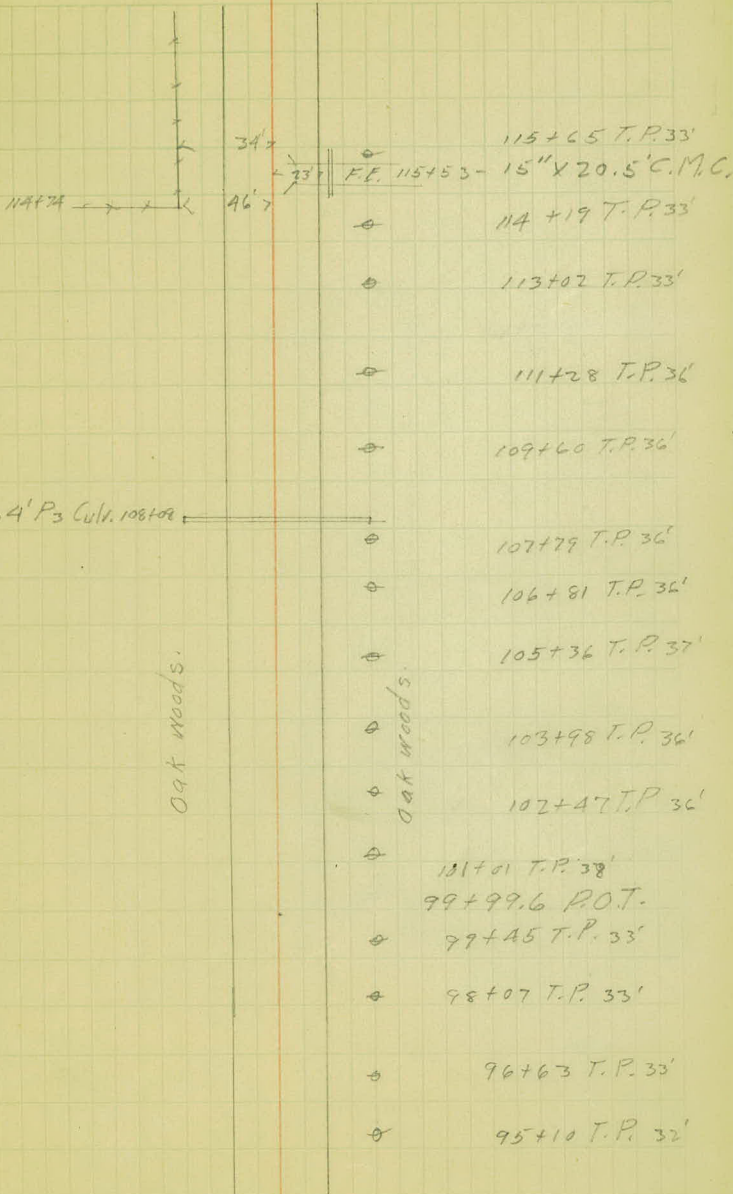 115+65 T.P. 33'
34'
23' F.E. 115+53- 15" X 20.5' C.M.C.
114+74 46'
114+19 T.P. 33'
113+02 T.P. 33'
111+28 T.P. 36'
109+60 T.P. 36'
4' P3 Culv. 108+08
107+79 T.P. 36'
106+81 T.P. 36'
105+36 T.P. 37'
Oak Woods.
Oak Woods.
103+98 T.P. 36'
102+47 T.P 36'
101+01 T.P. 38'
99+99.6 P.O.T.
99+45 T.P. 33'
98+07 T.P. 33'
96+63 T.P. 33'
95+10 T.P. 32'